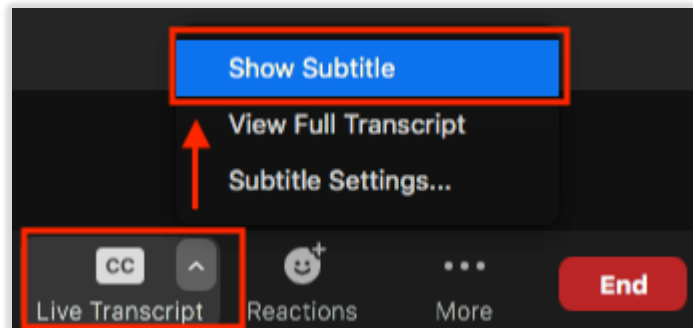 Show Subtitle
View Full Transcript
Subtitle Settings...
CC
Live Transcript
Reactions
More
End